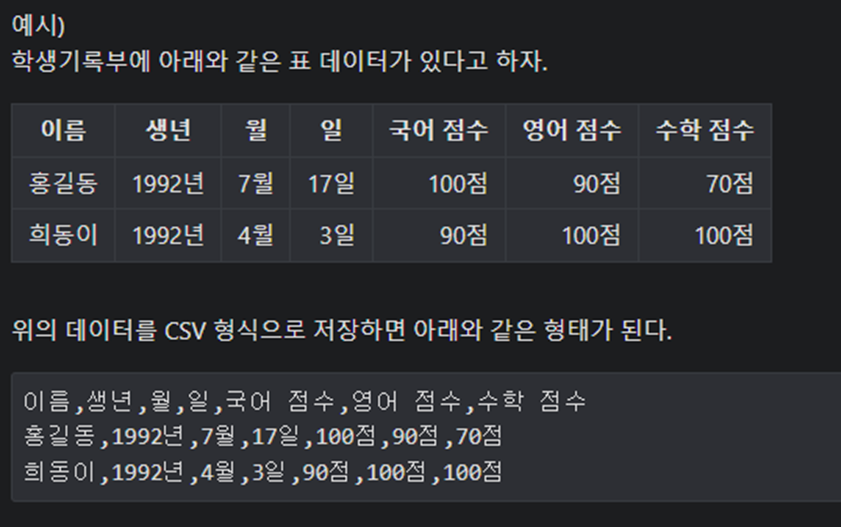 예시)
학생기록부에 아래와 같은 표 데이터가 있다고 하자.
이름 생년 월 일 국어 점수 영어 점수 수학 점수
홍길동 1992년 7월 17일 100점 90점 70점
희동이 1992년 4월 3일 90점 100점 100점
위의 데이터를 CSV 형식으로 저장하면 아래와 같은 형태가 된다.
이름,생년,월,일,국어 점수,영어 점수,수학 점수
홍길동,1992년,7월,17일,100점,90점,70점
희동이,1992년,4월,3일,90점,100점,100점